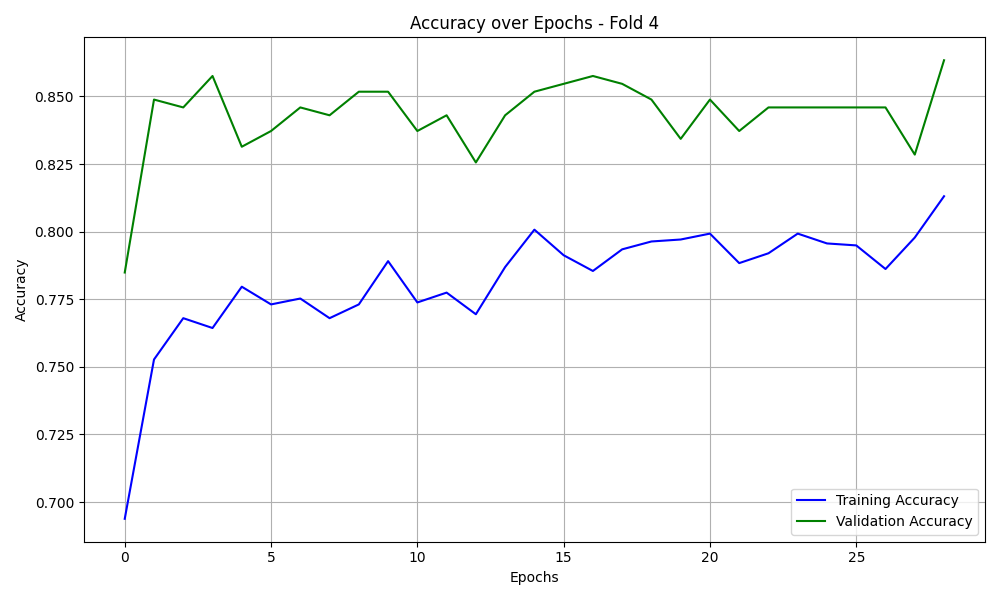 Accuracy over Epochs - Fold 4
Accuracy
0.850
0.825
0.800
0.775
0.750
0.725
0.700
0
5
10
15
20
25
Epochs
Training Accuracy
Validation Accuracy